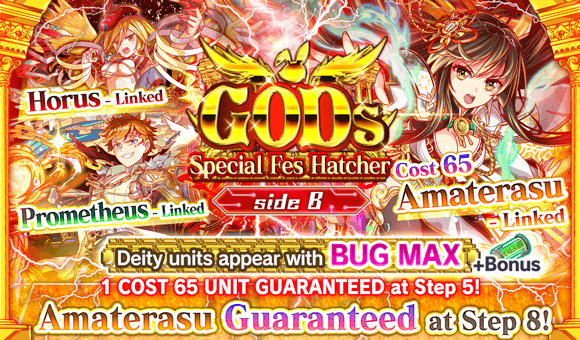 Horus - Linked
GODs
Special Fes Hatcher
side B
Prometheus - Linked
Cost 65
Amaterasu
- Linked
Deity units appear with BUG MAX +Bonus
1 COST 65 UNIT GUARANTEED at Step 5!
Amaterasu Guaranteed at Step 8!